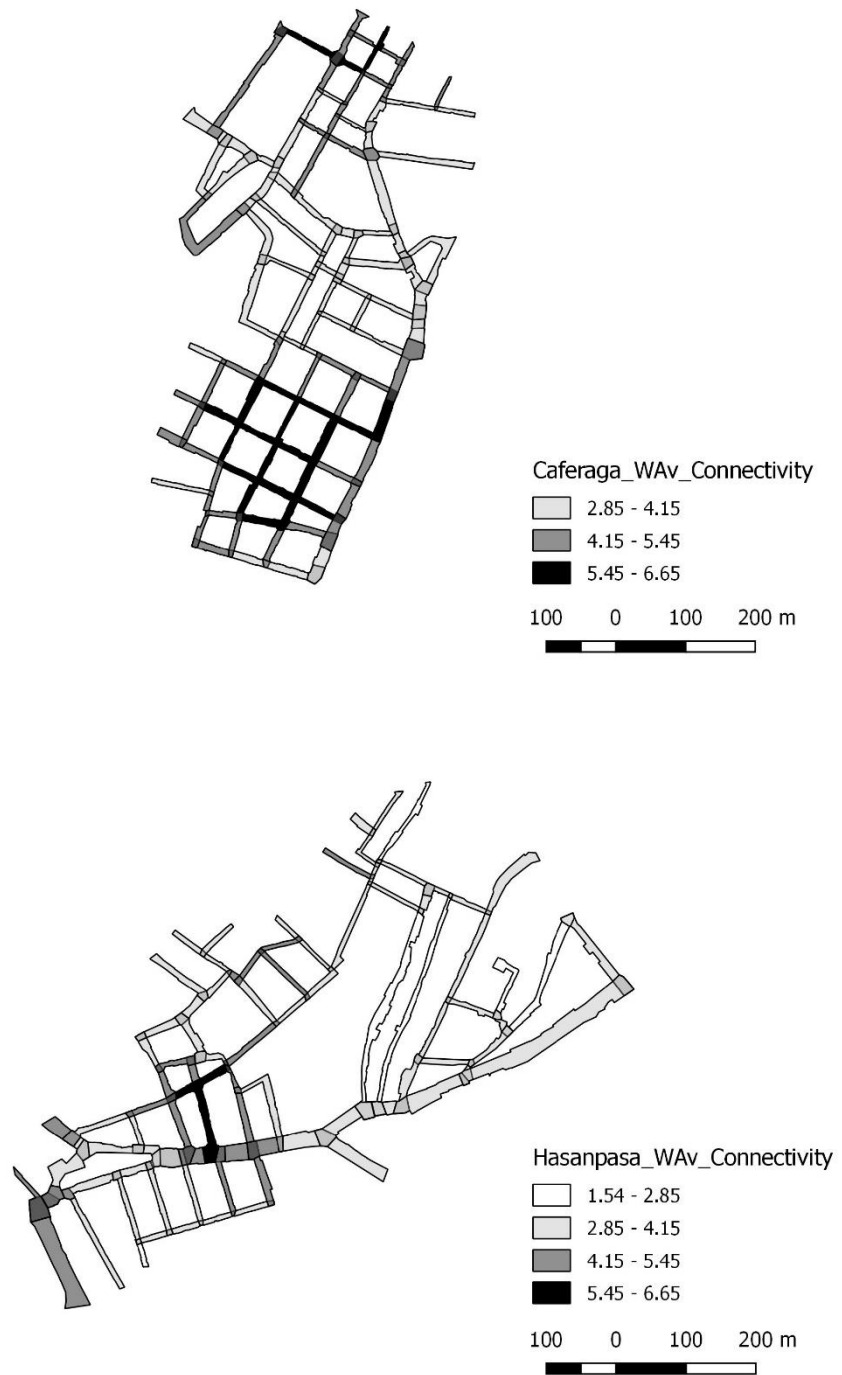 Caferaga_WAv_Connectivity
2.85 - 4.15
4.15 - 5.45
5.45 - 6.65
100 0 100 200 m
Hasanpasa_WAv_Connectivity
1.54 - 2.85
2.85 - 4.15
4.15 - 5.45
5.45 - 6.65
100 0 100 200 m